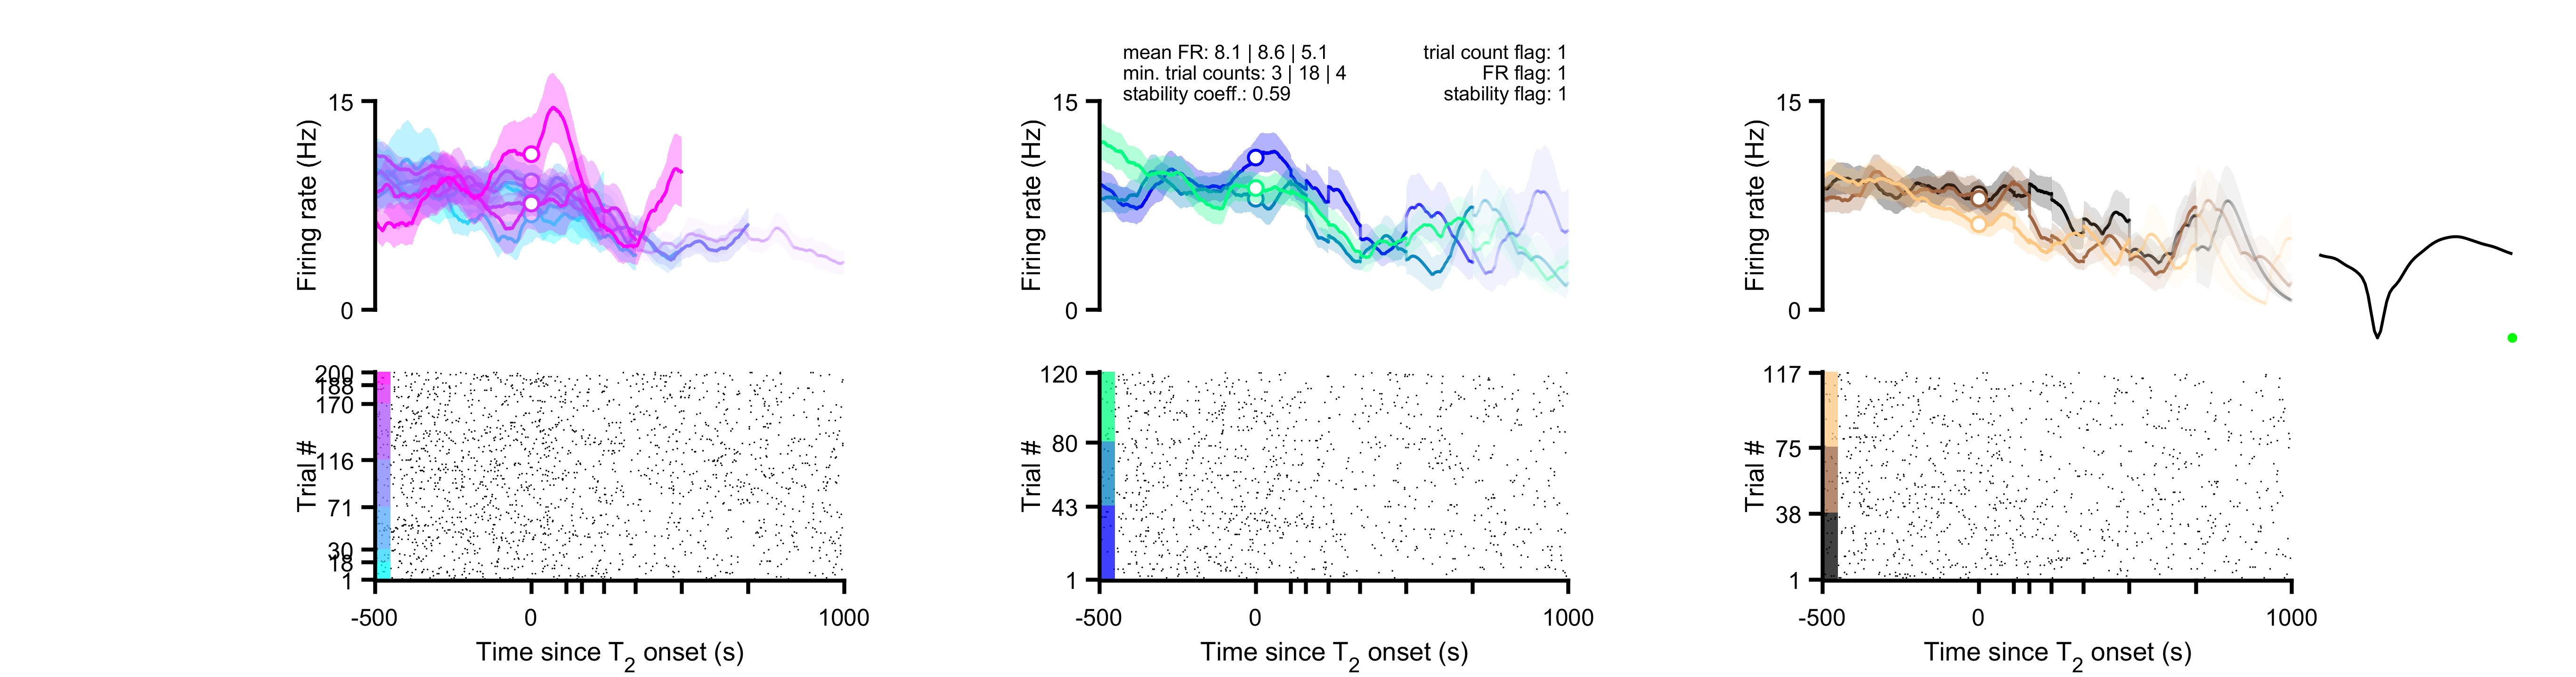 mean FR: 8.1 | 8.6 | 5.1
min. trial counts: 3 | 18 | 4
stability coeff.: 0.59
trial count flag: 1
FR flag: 1
stability flag: 1
15
0
Firing rate (Hz)
15
0
Firing rate (Hz)
15
0
Firing rate (Hz)
200
188
170
116
71
30
18
1
Trial #
-500
0
1000
Time since T2 onset (s)
120
80
43
1
Trial #
-500
0
1000
Time since T2 onset (s)
117
75
38
1
Trial #
-500
0
1000
Time since T2 onset (s)